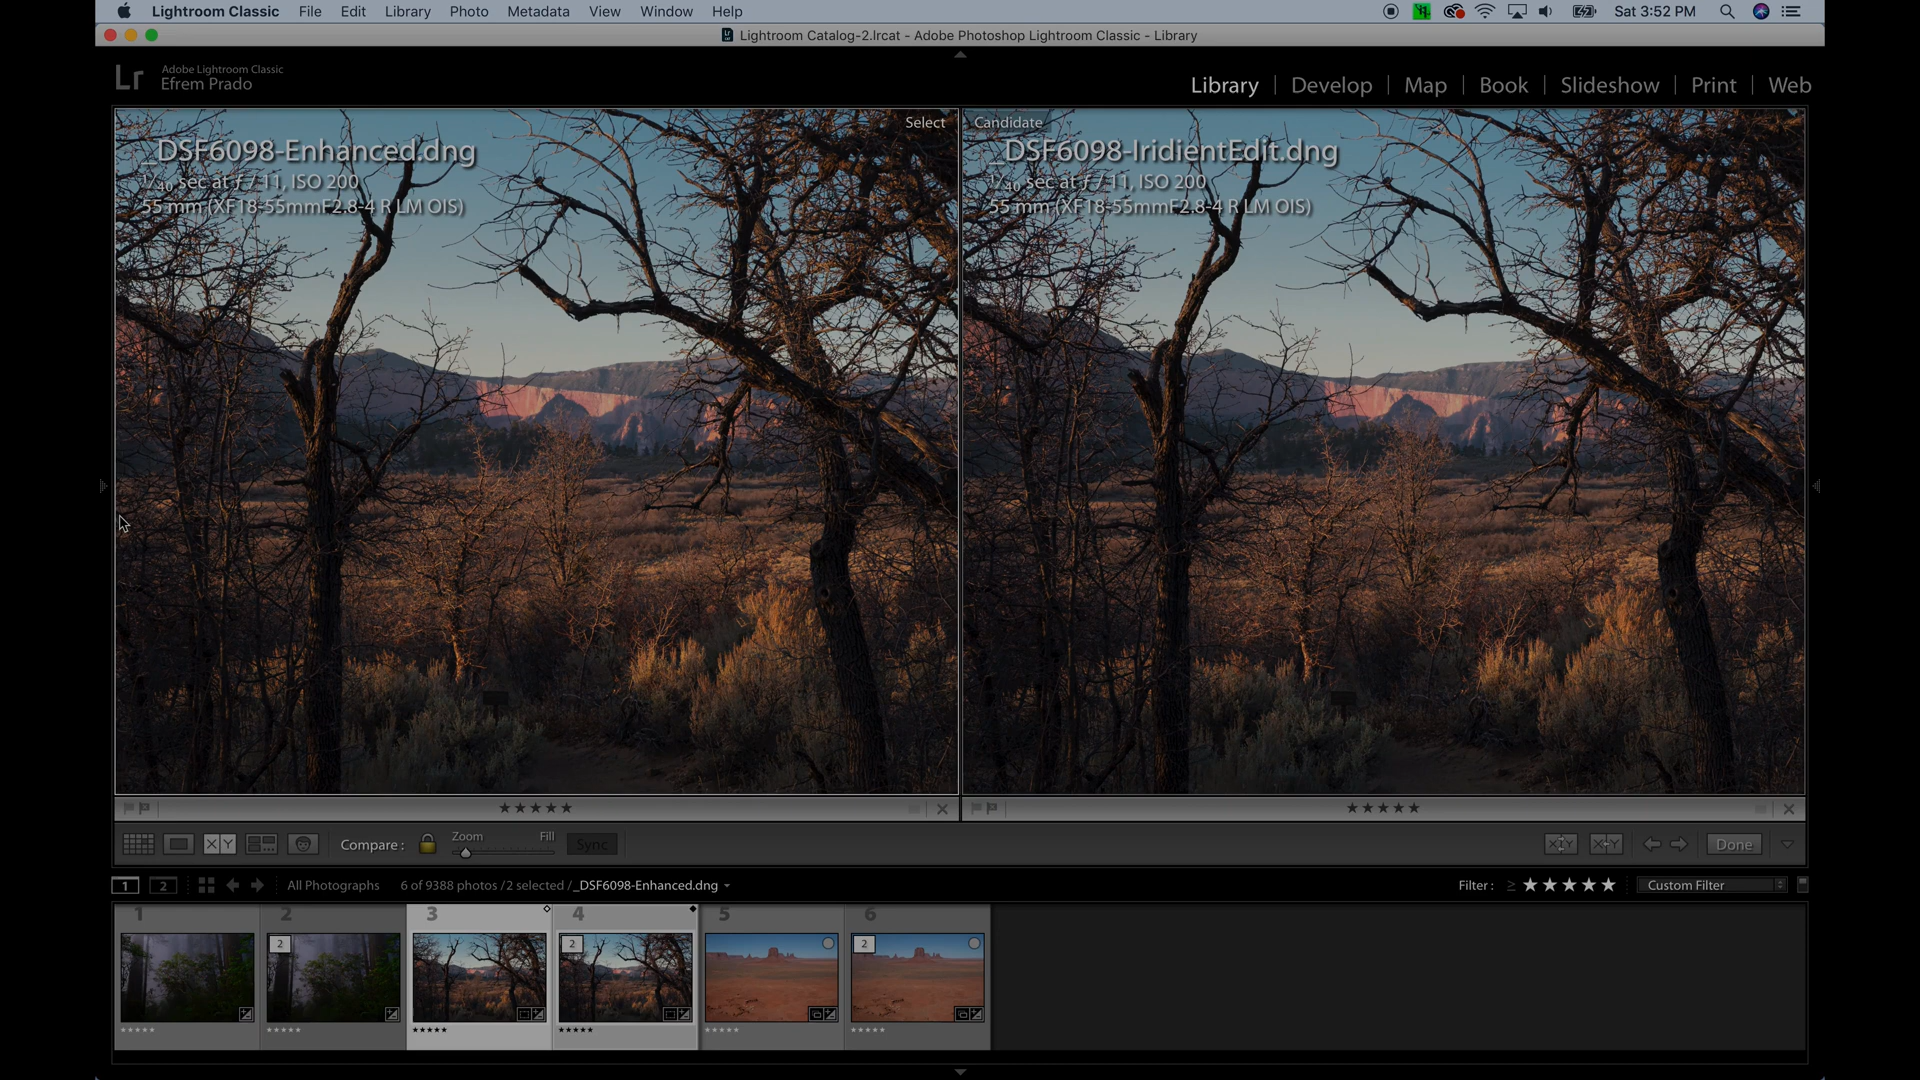 Lightroom Classic File Edit Library Photo Metadata View Window Help Sat 3:52 PM
Lightroom Catalog-2.lrcat - Adobe Photoshop Lightroom Classic - Library
Lr Adobe Lightroom Classic
Efrem Prado
Library Develop Map Book Slideshow Print Web
Select
_DSF6098-Enhanced.dng
1/40 sec at ƒ / 11, ISO 200
55 mm (XF18-55mmF2.8-4 R LM OIS)
Candidate
_DSF6098-IridientEdit.dng
1/40 sec at ƒ / 11, ISO 200
55 mm (XF18-55mmF2.8-4 R LM OIS)
XY Compare : Zoom Fill Sync Done
1 2 All Photographs 6 of 9388 photos /2 selected /_DSF6098-Enhanced.dng Filter : ≥ ★★★★★ Custom Filter
1 2 3 4 5 6
2 2 2